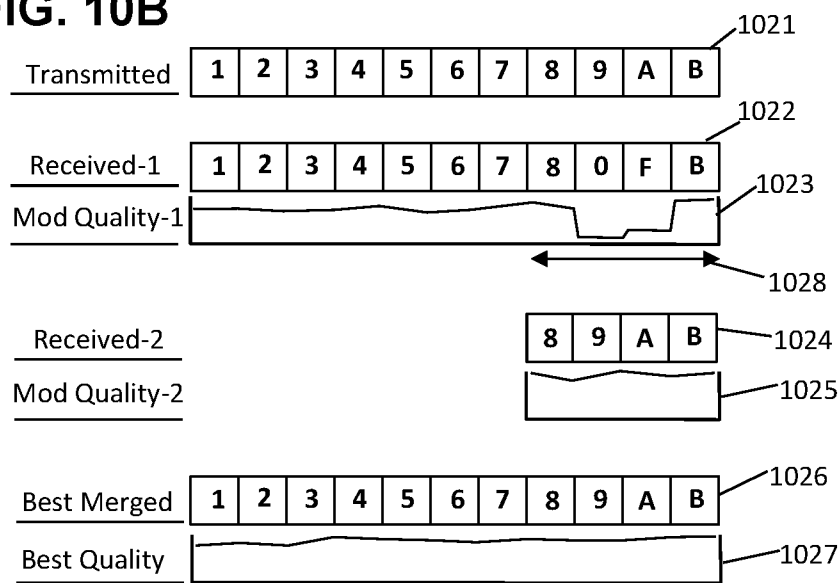 FIG. 10B
1021
Transmitted 1 2 3 4 5 6 7 8 9 A B
1022
Received-1 1 2 3 4 5 6 7 8 0 F B
1023
Mod Quality-1
1028
Received-2 8 9 A B 1024
Mod Quality-2 1025
Best Merged 1 2 3 4 5 6 7 8 9 A B 1026
Best Quality 1027